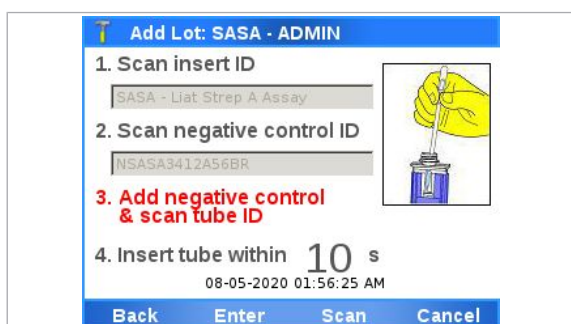 Add Lot: SASA - ADMIN
1. Scan insert ID
SASA - Liat Strep A Assay
2. Scan negative control ID
NSASA3412A56BR
3. Add negative control
& scan tube ID
4. Insert tube within 10 s
08-05-2020 01:56:25 AM
Back Enter Scan Cancel